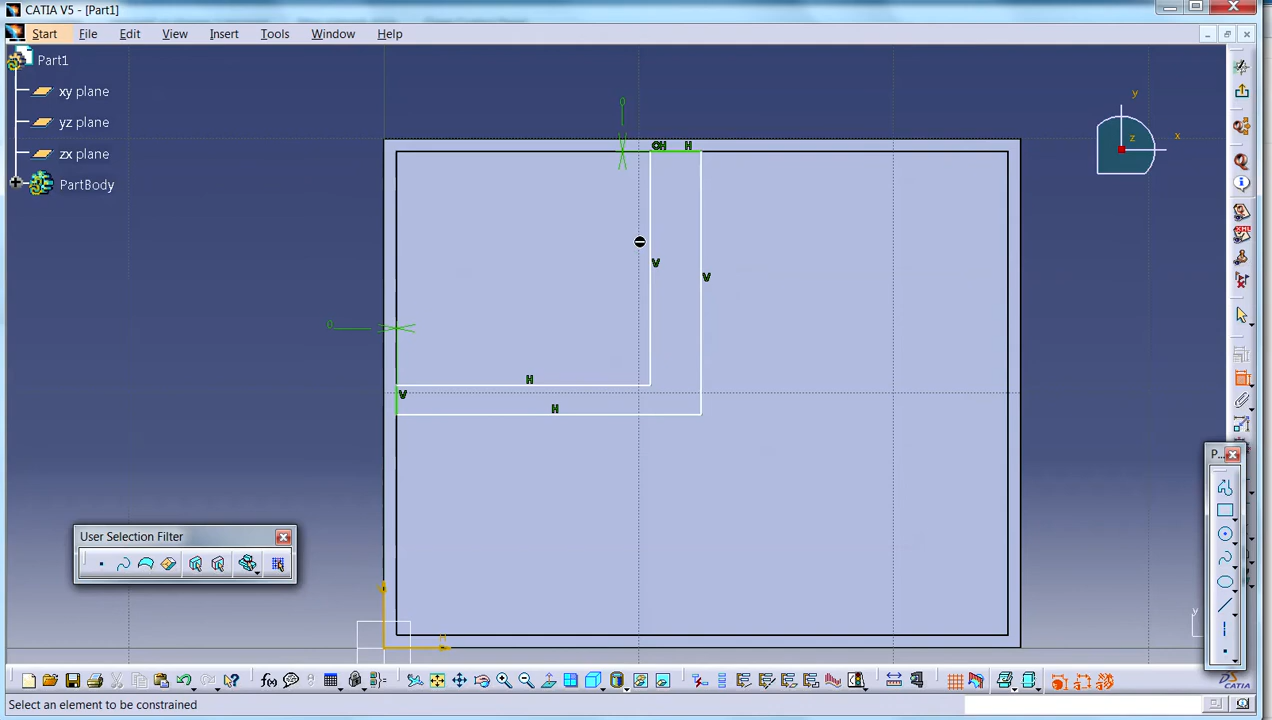 CATIA V5 - [Part1]
Start File Edit View Insert Tools Window Help
Part1
xy plane
yz plane
zx plane
PartBody
y
x
z
0
H H
V
V
0
H
V
H
P...
User Selection Filter
H
y
f(x)
CATIA
Select an element to be constrained